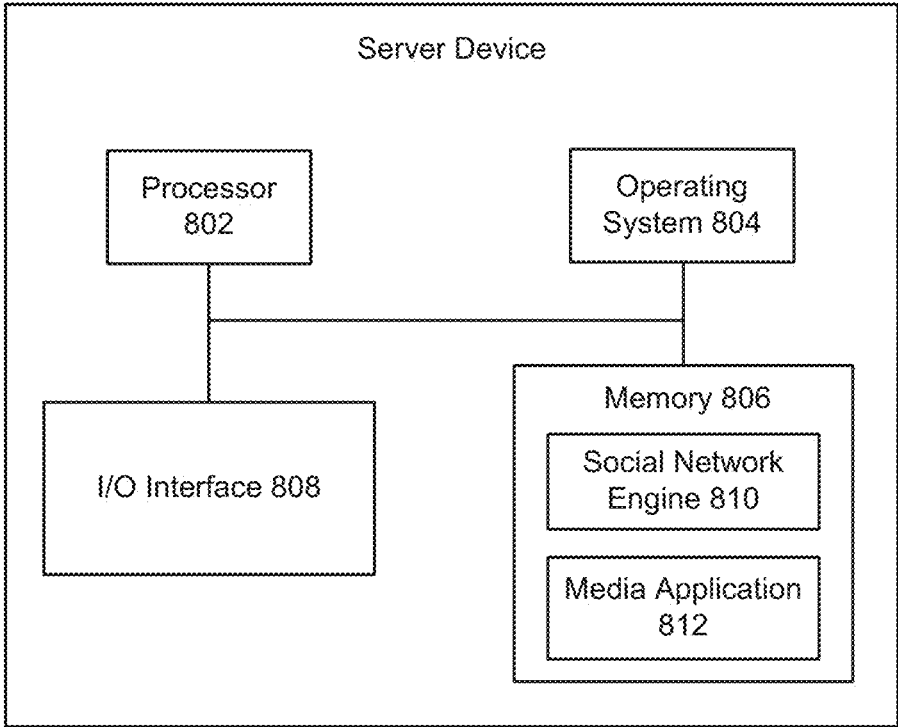 Server Device
Processor
802
Operating
System 804
I/O Interface 808
Memory 806
Social Network
Engine 810
Media Application
812